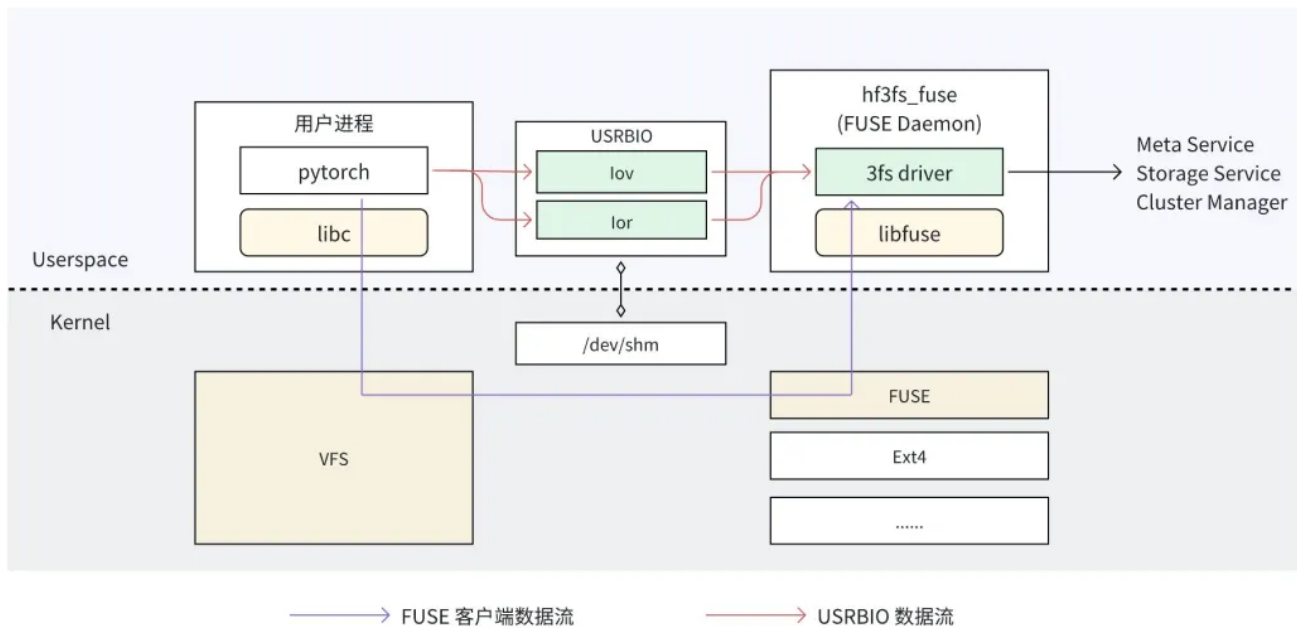 用户进程
pytorch
libc
USRBIO
Iov
Ior
hf3fs_fuse
(FUSE Daemon)
3fs driver
libfuse
Meta Service
Storage Service
Cluster Manager
Userspace
Kernel
/dev/shm
VFS
FUSE
Ext4
......
FUSE 客户端数据流
USRBIO 数据流